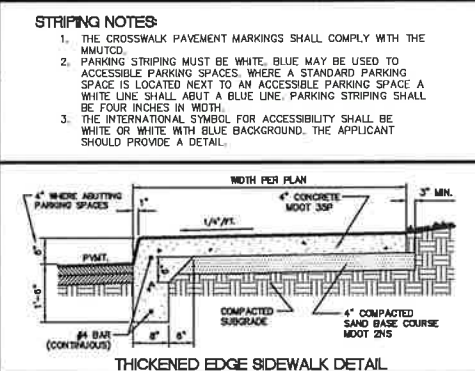 STRIPING NOTES:
1. THE CROSSWALK PAVEMENT MARKINGS SHALL COMPLY WITH THE
MMUTCD.
2. PARKING STRIPING MUST BE WHITE. BLUE MAY BE USED TO
ACCESSIBLE PARKING SPACES. WHERE A STANDARD PARKING
SPACE IS LOCATED NEXT TO AN ACCESSIBLE PARKING SPACE A
WHITE LINE SHALL ABUT A BLUE LINE. PARKING STRIPING SHALL
BE FOUR INCHES IN WIDTH.
3. THE INTERNATIONAL SYMBOL FOR ACCESSIBILITY SHALL BE
WHITE OR WHITE WITH BLUE BACKGROUND. THE APPLICANT
SHOULD PROVIDE A DETAIL.
WIDTH PER PLAN
4" WHERE ABUTTING
PARKING SPACES
1"
1/4"/FT.
4" CONCRETE
MDOT 35P
3" MIN.
6"
PVMT.
6"
1'-6"
COMPACTED
SUBGRADE
4" COMPACTED
SAND BASE COURSE
MDOT 2NS
#4 BAR
(CONTINUOUS)
8"
6"
THICKENED EDGE SIDEWALK DETAIL